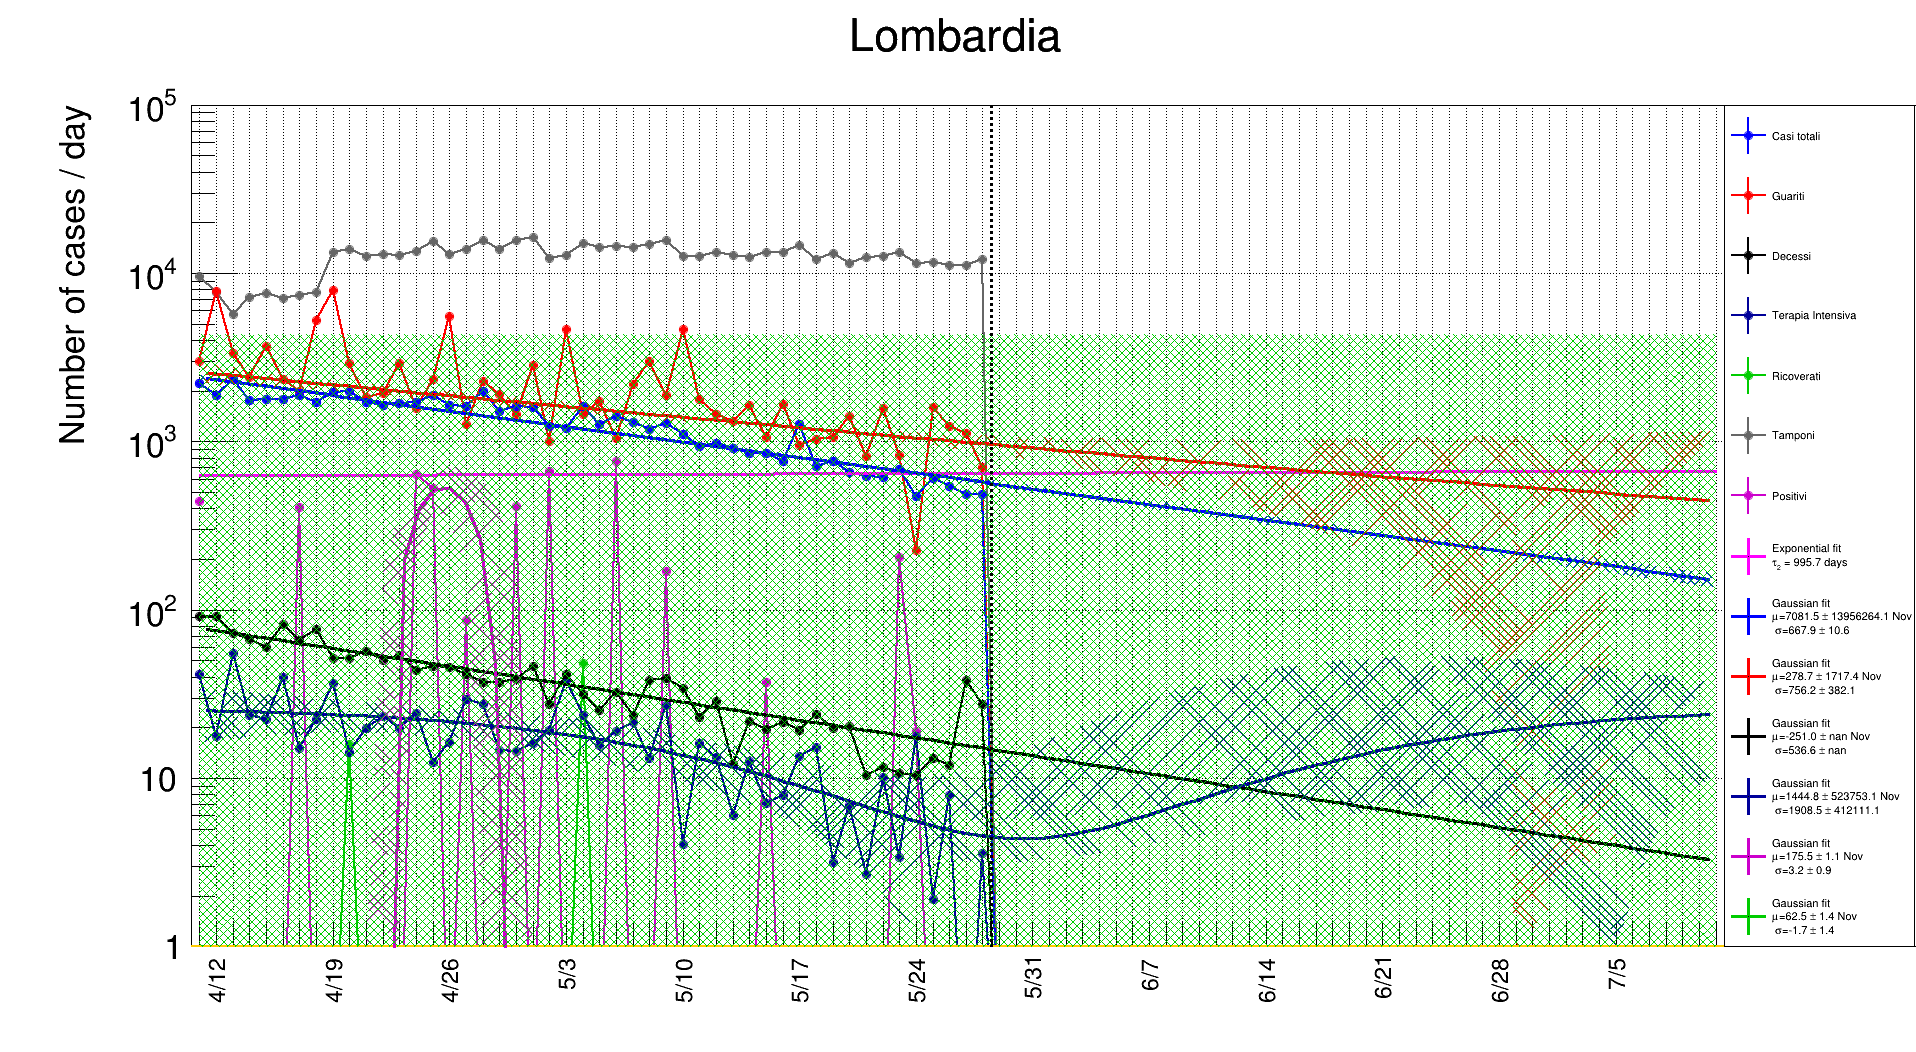 Lombardia
Number of cases / day
10^5
10^4
10^3
10^2
10
1
4/12
4/19
4/26
5/3
5/10
5/17
5/24
5/31
6/7
6/14
6/21
6/28
7/5
Casi totali
Guariti
Decessi
Terapia Intensiva
Ricoverati
Tamponi
Positivi
Exponential fit
τ_2 = 995.7 days
Gaussian fit
μ=7081.5 ± 13956264.1 Nov
σ=667.9 ± 10.6
Gaussian fit
μ=278.7 ± 1717.4 Nov
σ=756.2 ± 382.1
Gaussian fit
μ=-251.0 ± nan Nov
σ=536.6 ± nan
Gaussian fit
μ=1444.8 ± 523753.1 Nov
σ=1908.5 ± 412111.1
Gaussian fit
μ=175.5 ± 1.1 Nov
σ=3.2 ± 0.9
Gaussian fit
μ=62.5 ± 1.4 Nov
σ=-1.7 ± 1.4